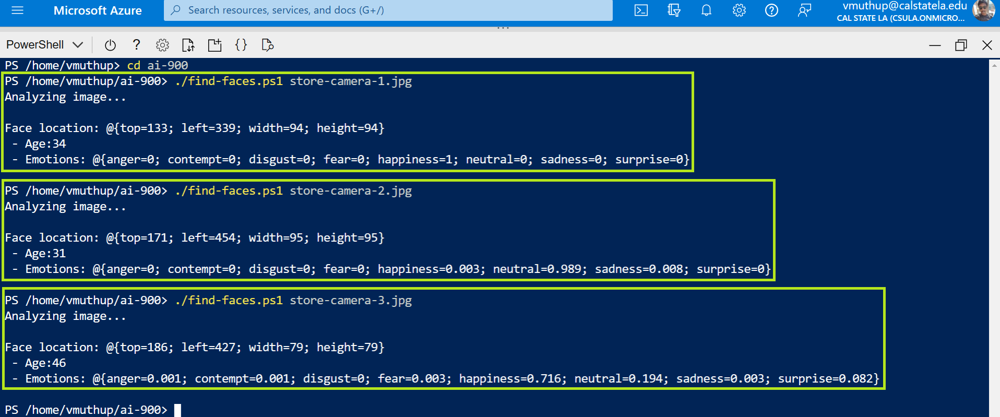 Microsoft Azure
Search resources, services, and docs (G+/)
vmuthup@calstatela.edu
CAL STATE LA (CSULA.ONMICRO...
PowerShell
PS /home/vmuthup> cd ai-900
PS /home/vmuthup/ai-900> ./find-faces.ps1 store-camera-1.jpg
Analyzing image...
Face location: @{top=133; left=339; width=94; height=94}
- Age:34
- Emotions: @{anger=0; contempt=0; disgust=0; fear=0; happiness=1; neutral=0; sadness=0; surprise=0}
PS /home/vmuthup/ai-900> ./find-faces.ps1 store-camera-2.jpg
Analyzing image...
Face location: @{top=171; left=454; width=95; height=95}
- Age:31
- Emotions: @{anger=0; contempt=0; disgust=0; fear=0; happiness=0.003; neutral=0.989; sadness=0.008; surprise=0}
PS /home/vmuthup/ai-900> ./find-faces.ps1 store-camera-3.jpg
Analyzing image...
Face location: @{top=186; left=427; width=79; height=79}
- Age:46
- Emotions: @{anger=0.001; contempt=0.001; disgust=0; fear=0.003; happiness=0.716; neutral=0.194; sadness=0.003; surprise=0.082}
PS /home/vmuthup/ai-900>